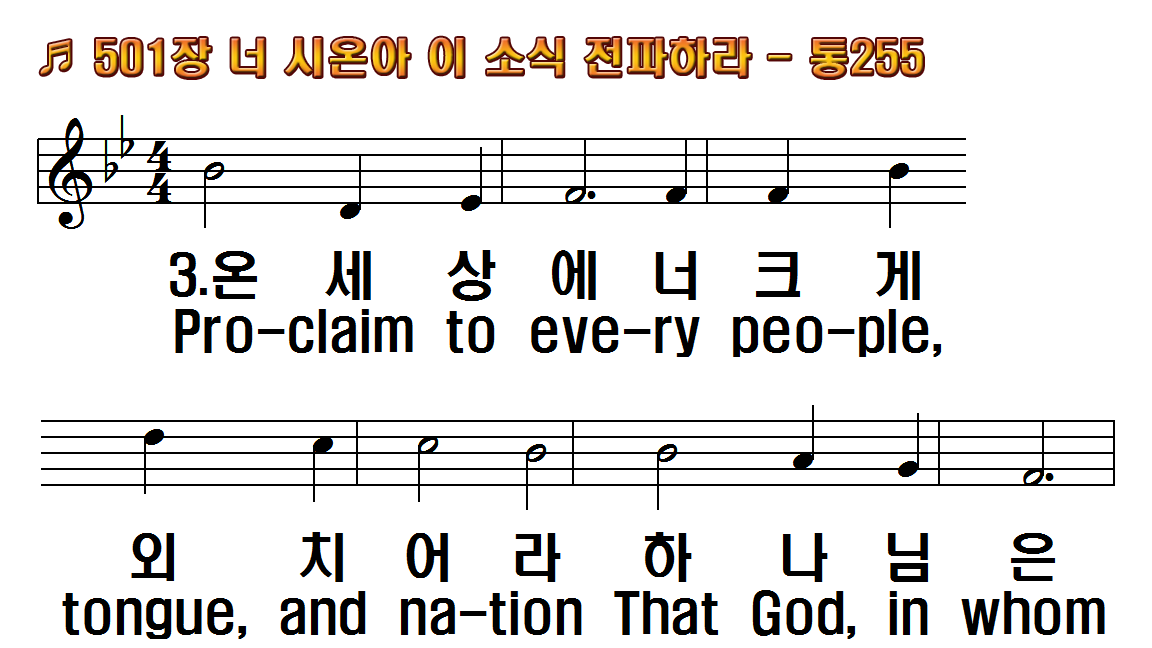 ♬ 501장 너 시온아 이 소식 전파하라 - 통255
4
4
3.온 세 상 에 너 크 게
Pro-claim to eve-ry peo-ple,
외 치 어 라 하 나 님 은
tongue, and na-tion That God, in whom